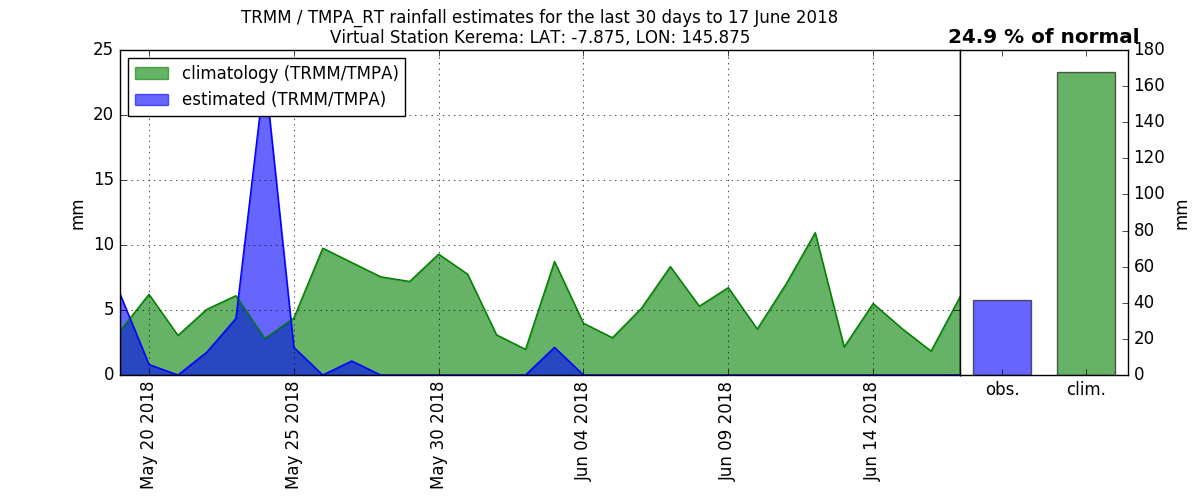 TRMM / TMPA_RT rainfall estimates for the last 30 days to 17 June 2018
Virtual Station Kerema: LAT: -7.875, LON: 145.875
24.9 % of normal
climatology (TRMM/TMPA)
estimated (TRMM/TMPA)
25
20
15
10
5
0
mm
May 20 2018
May 25 2018
May 30 2018
Jun 04 2018
Jun 09 2018
Jun 14 2018
obs.
clim.
180
160
140
120
100
80
60
40
20
0
mm